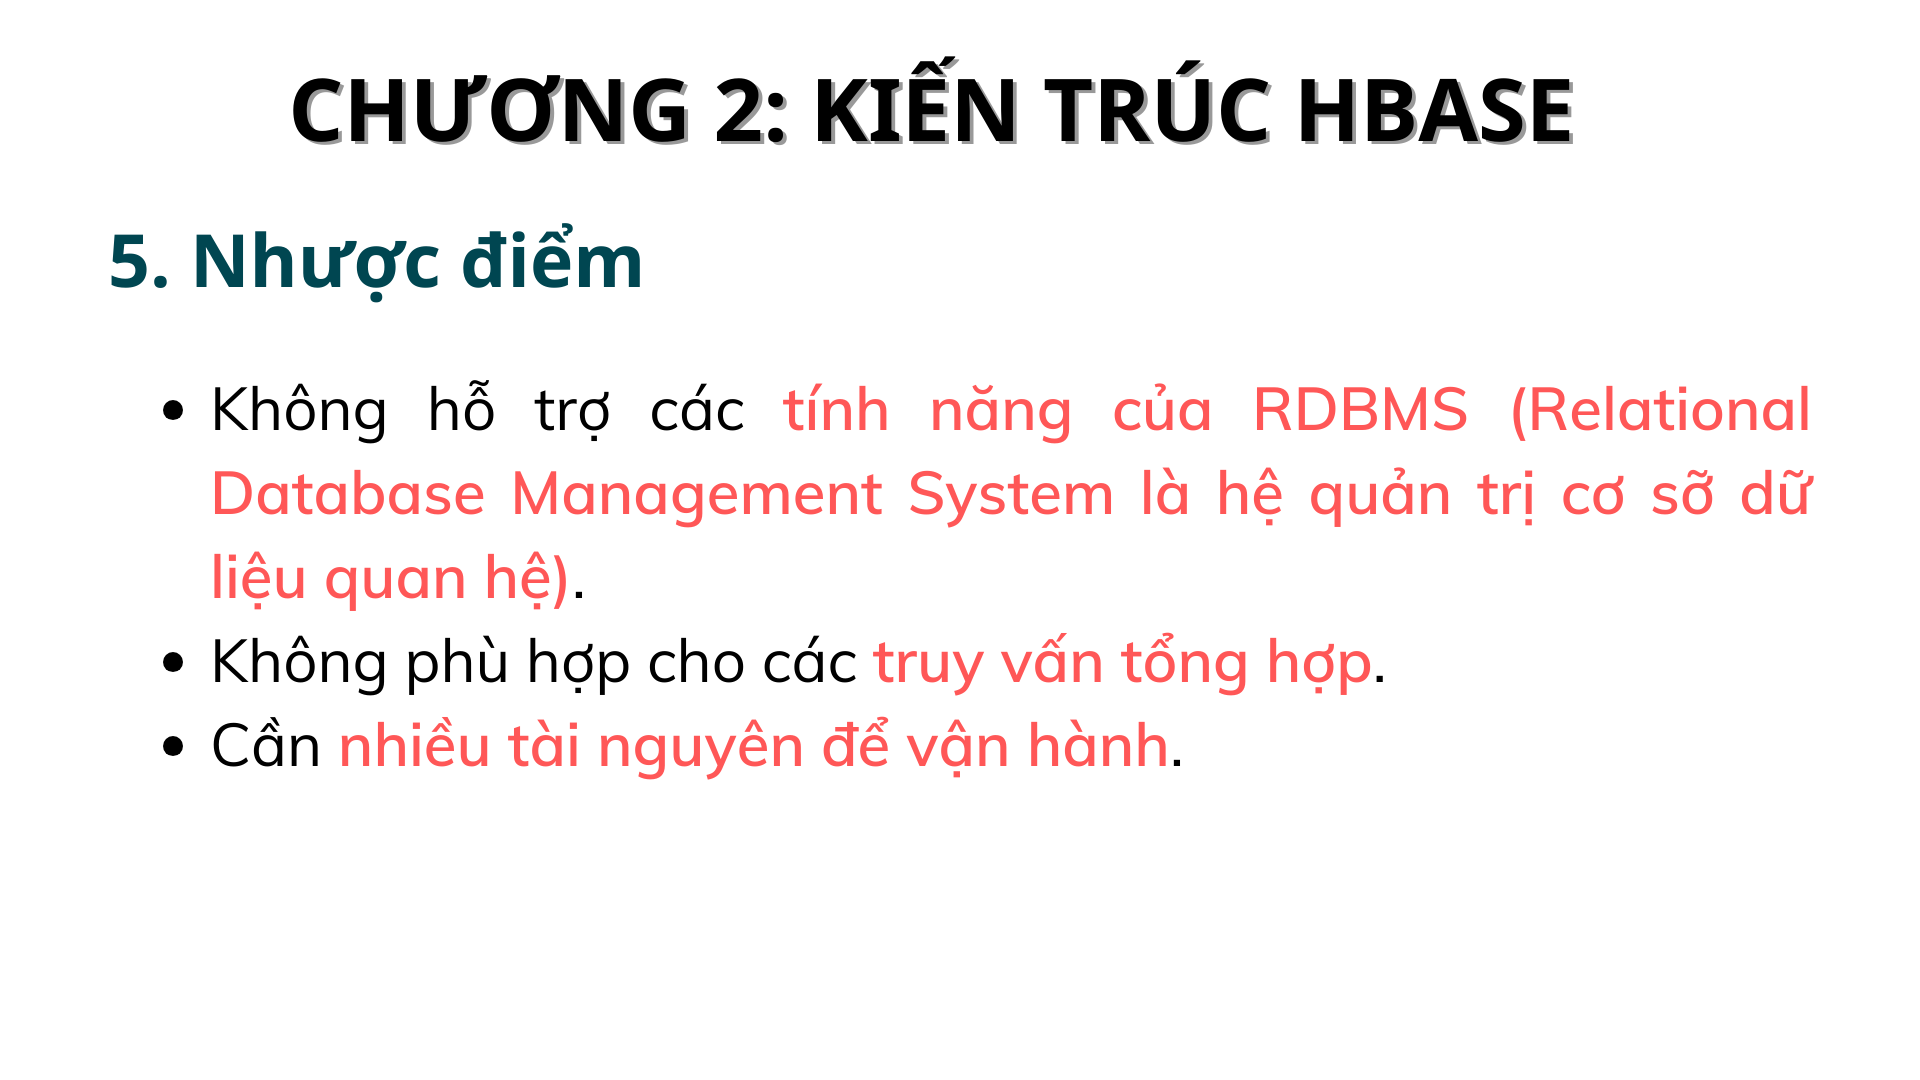 CHƯƠNG 2: KIẾN TRÚC HBASE
5. Nhược điểm
• Không hỗ trợ các tính năng của RDBMS (Relational
Database Management System là hệ quản trị cơ sỡ dữ
liệu quan hệ).
• Không phù hợp cho các truy vấn tổng hợp.
• Cần nhiều tài nguyên để vận hành.